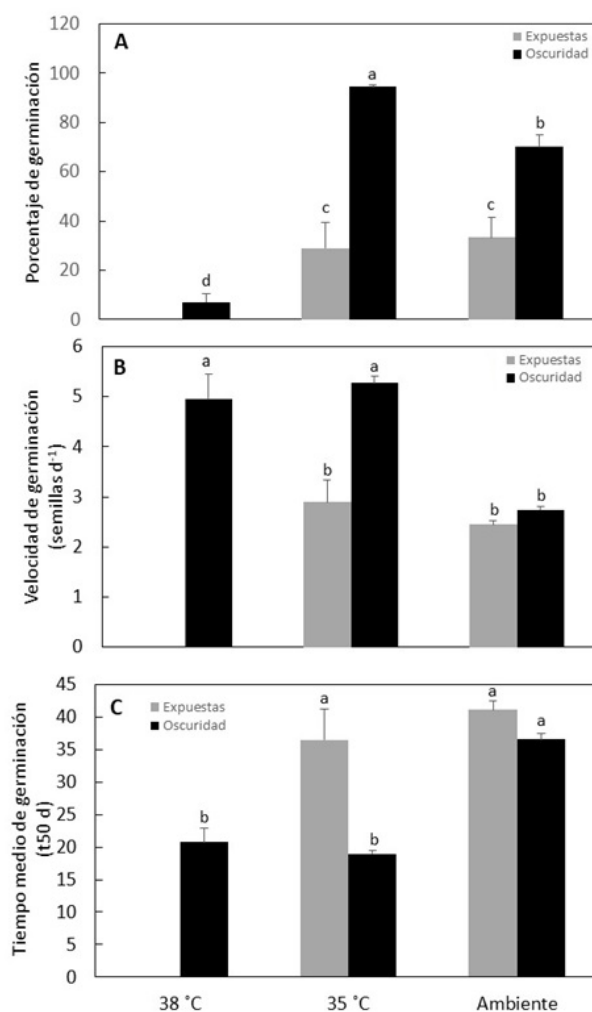 A
Expuestas
Oscuridad
Porcentaje de germinación
120
100
80
60
40
20
0
d
c
a
c
b
B
Expuestas
Oscuridad
Velocidad de germinación
(semillas d⁻¹)
6
5
4
3
2
1
0
a
b
a
b
b
C
Expuestas
Oscuridad
Tiempo medio de germinación
(t50 d)
45
40
35
30
25
20
15
10
5
0
b
a
b
a
a
38 ˚C
35 ˚C
Ambiente